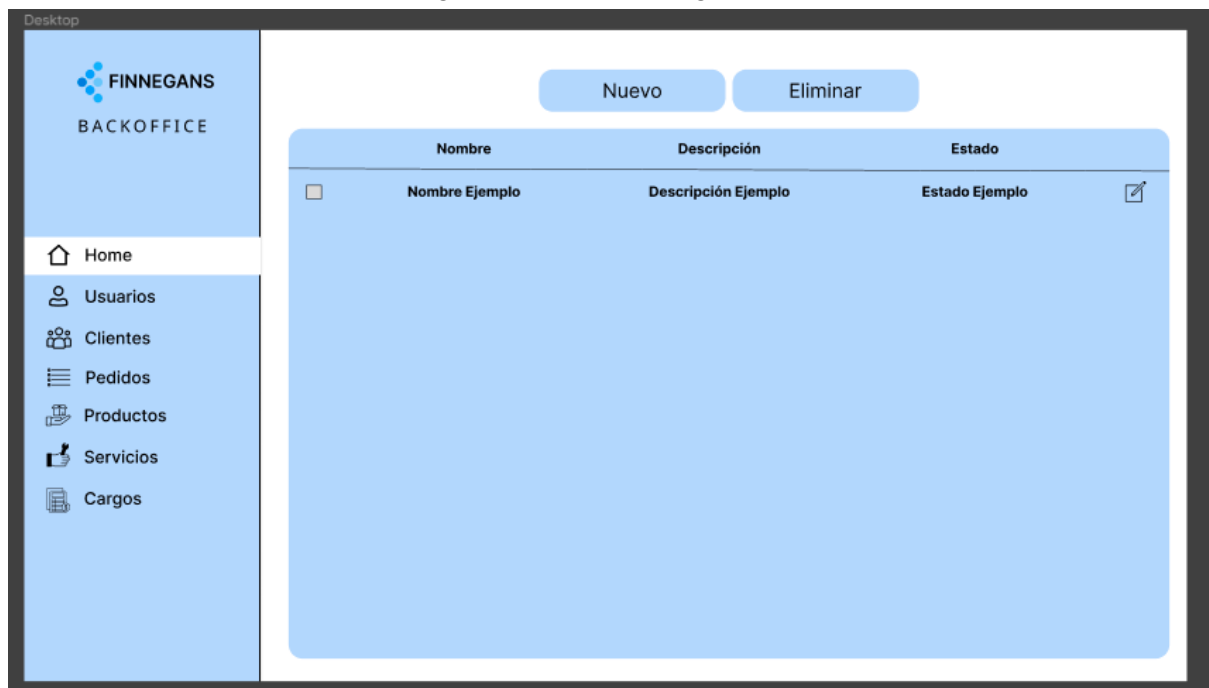 Desktop
FINNEGANS
BACKOFFICE
Home
Usuarios
Clientes
Pedidos
Productos
Servicios
Cargos
Nuevo Eliminar
Nombre Descripción Estado
Nombre Ejemplo Descripción Ejemplo Estado Ejemplo